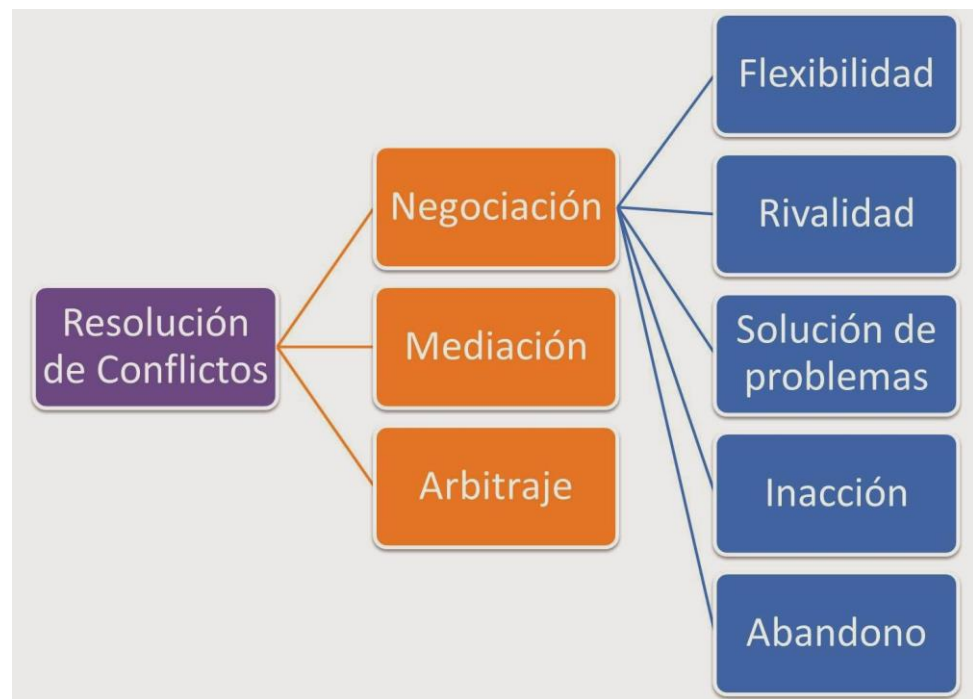 Resolución
de Conflictos
Negociación
Mediación
Arbitraje
Flexibilidad
Rivalidad
Solución de
problemas
Inacción
Abandono